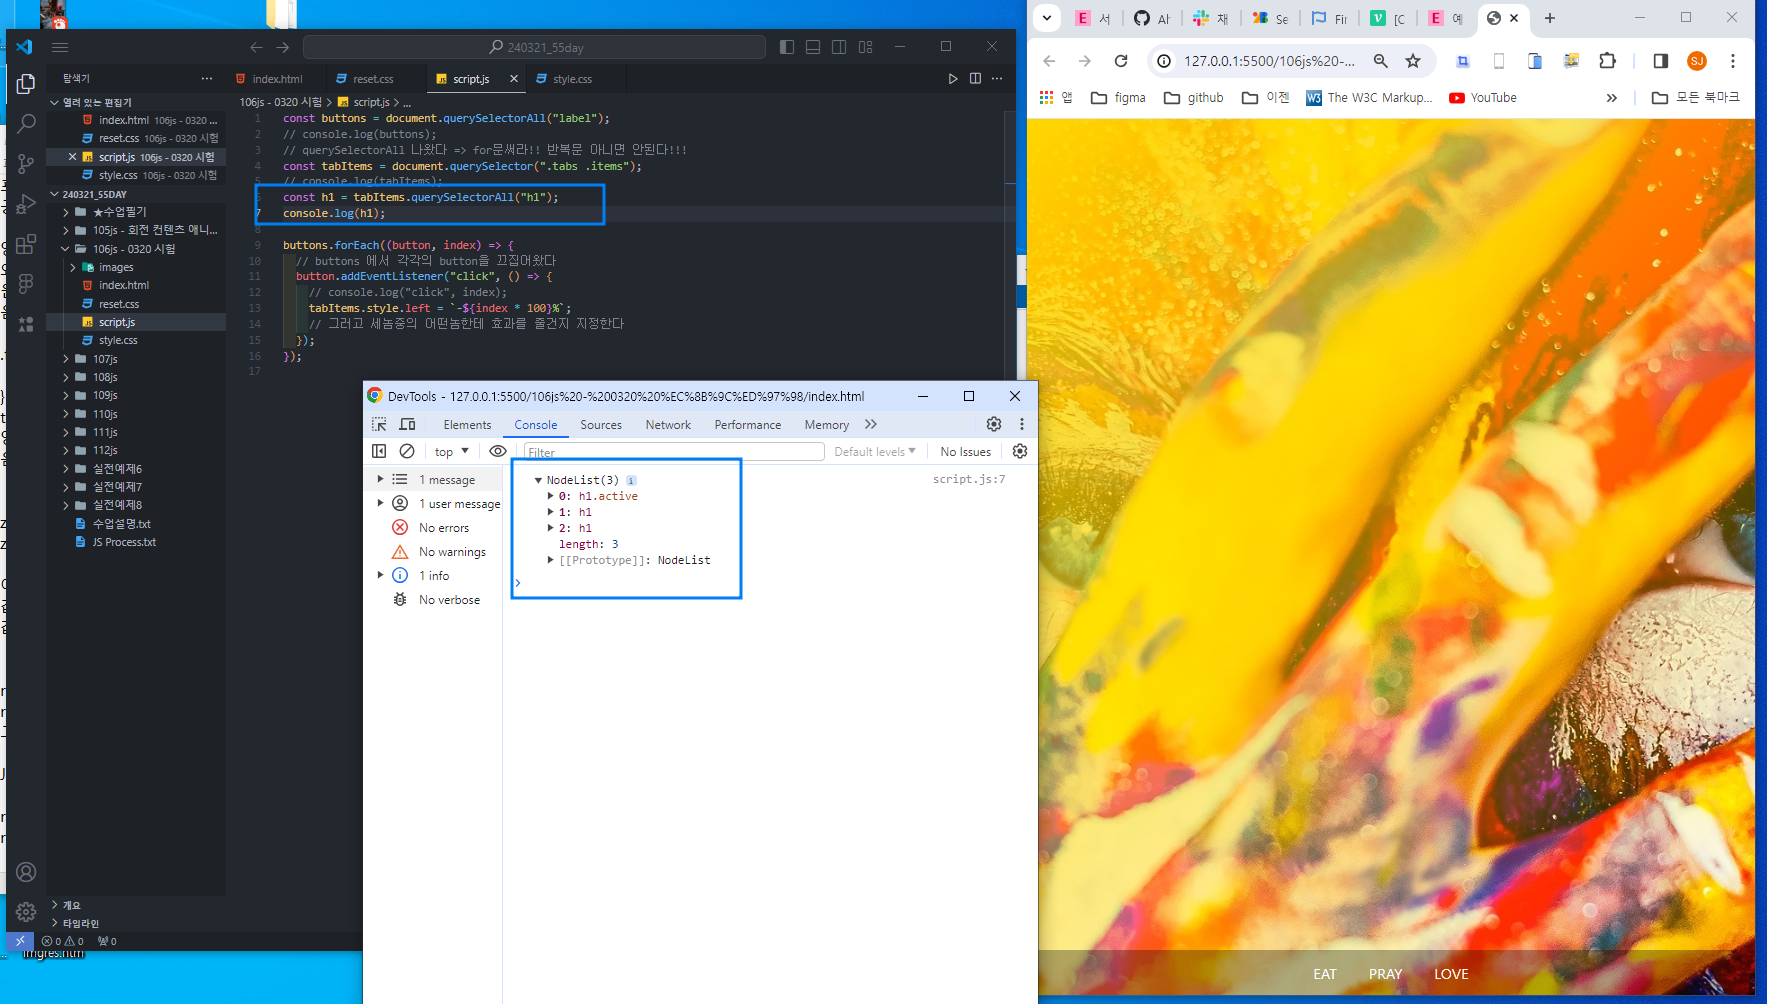 240321_55day
탐색기
index.html
reset.css
script.js
style.css
열려 있는 편집기
index.html 106js - 0320 ...
reset.css 106js - 0320 시험
script.js 106js - 0320 시험
style.css 106js - 0320 시험
240321_55DAY
★수업필기
105js - 회전 컨텐츠 애니...
106js - 0320 시험
images
index.html
reset.css
script.js
style.css
107js
108js
109js
110js
111js
112js
실전예제6
실전예제7
실전예제8
수업설명.txt
JS Process.txt
개요
타임라인
0 0 0
imgres.htm
106js - 0320 시험 > script.js > ...
1 const buttons = document.querySelectorAll("label");
2 // console.log(buttons);
3 // querySelectorAll 나왔다 => for문써라!! 반복문 아니면 안된다!!!
4 const tabItems = document.querySelector(".tabs .items");
5 // console.log(tabItems);
6 const h1 = tabItems.querySelectorAll("h1");
7 console.log(h1);
8
9 buttons.forEach((button, index) => {
10 // buttons 에서 각각의 button을 끄집어왔다
11 button.addEventListener("click", () => {
12 // console.log("click", index);
13 tabItems.style.left = `-${index * 100}%`;
14 // 그러고 세놈중의 어떤놈한테 효과를 줄건지 지정한다
15 });
16 });
17
DevTools - 127.0.0.1:5500/106js%20-%200320%20%EC%8B%9C%ED%97%98/index.html
Elements Console Sources Network Performance Memory
top Filter Default levels No Issues
1 message
1 user message
No errors
No warnings
1 info
No verbose
NodeList(3) i
script.js:7
0: h1.active
1: h1
2: h1
length: 3
[[Prototype]]: NodeList
E 서
Al
채
Se
Fir
[C
E 예
127.0.0.1:5500/106js%20-...
SJ
앱 figma github 이젠 The W3C Markup... YouTube 모든 북마크
EAT PRAY LOVE